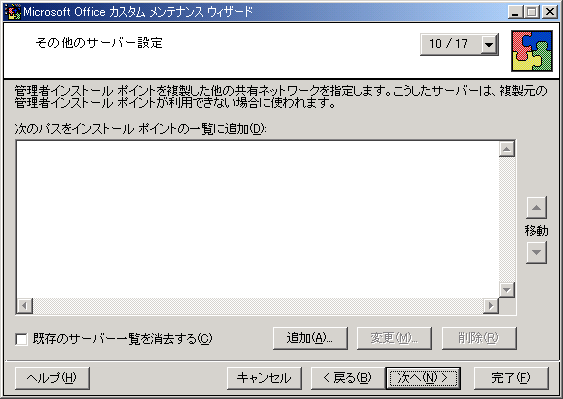 Microsoft Office カスタム メンテナンス ウィザード
その他のサーバー設定
10 / 17
管理者インストール ポイントを複製した他の共有ネットワークを指定します。こうしたサーバーは、複製元の
管理者インストール ポイントが利用できない場合に使われます。
次のパスをインストール ポイントの一覧に追加(D):
移動
既存のサーバー一覧を消去する(C)
追加(A)...
変更(M)...
削除(R)
ヘルプ(H)
キャンセル
< 戻る(B)
次へ(N) >
完了(F)